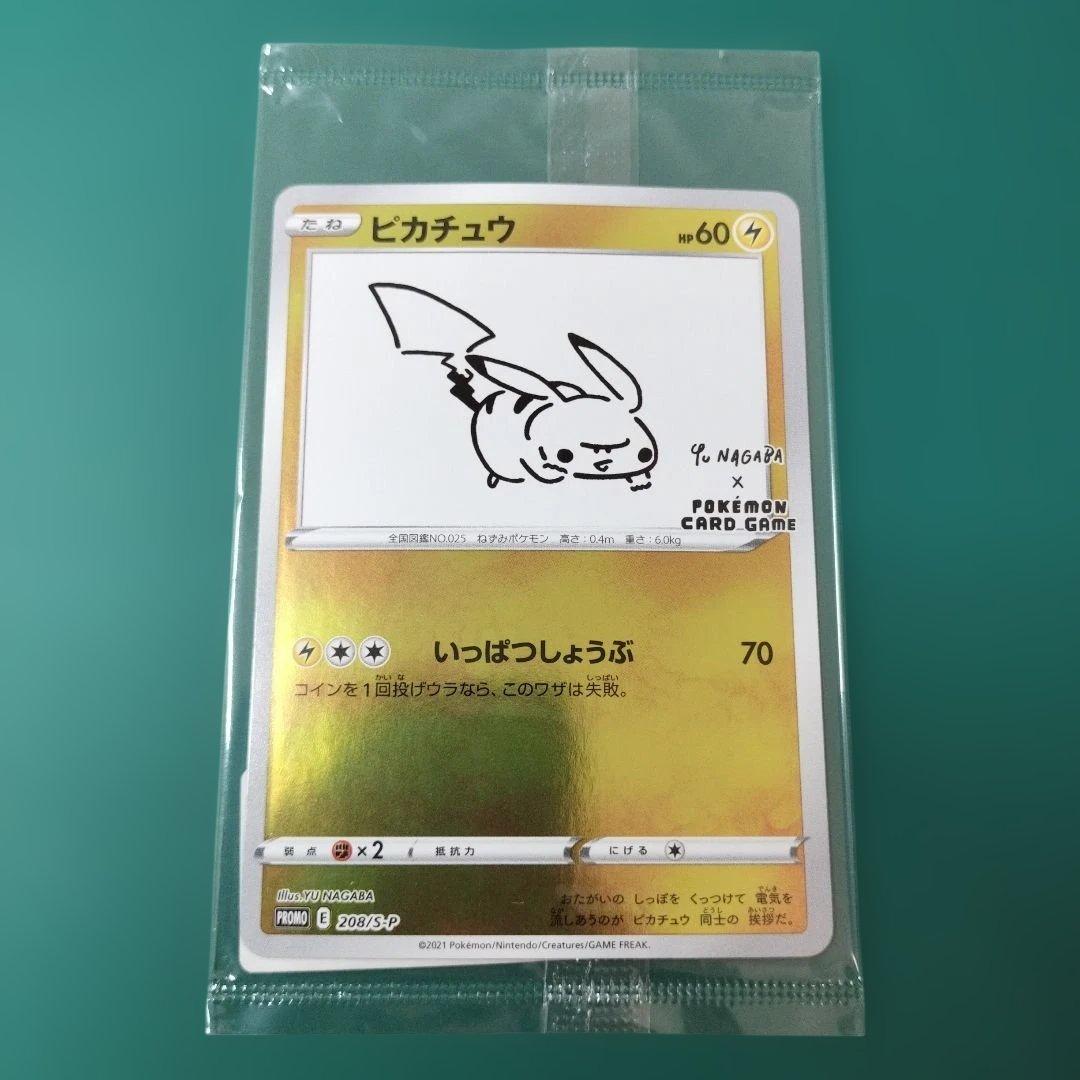 たね ピカチュウ HP60
YU NAGABA
×
POKÉMON
CARD GAME
全国図鑑NO.025 ねずみポケモン 高さ:0.4m 重さ:6.0kg
いっぱつしょうぶ 70
コインを1回投げウラなら、このワザは失敗。
弱点 ×2 抵抗力 にげる
Illus.YU NAGABA
PROMO E 208/S-P
おたがいの しっぽを くっつけて 電気を
流しあうのが ピカチュウ 同士の 挨拶だ。
©2021 Pokémon/Nintendo/Creatures/GAME FREAK.